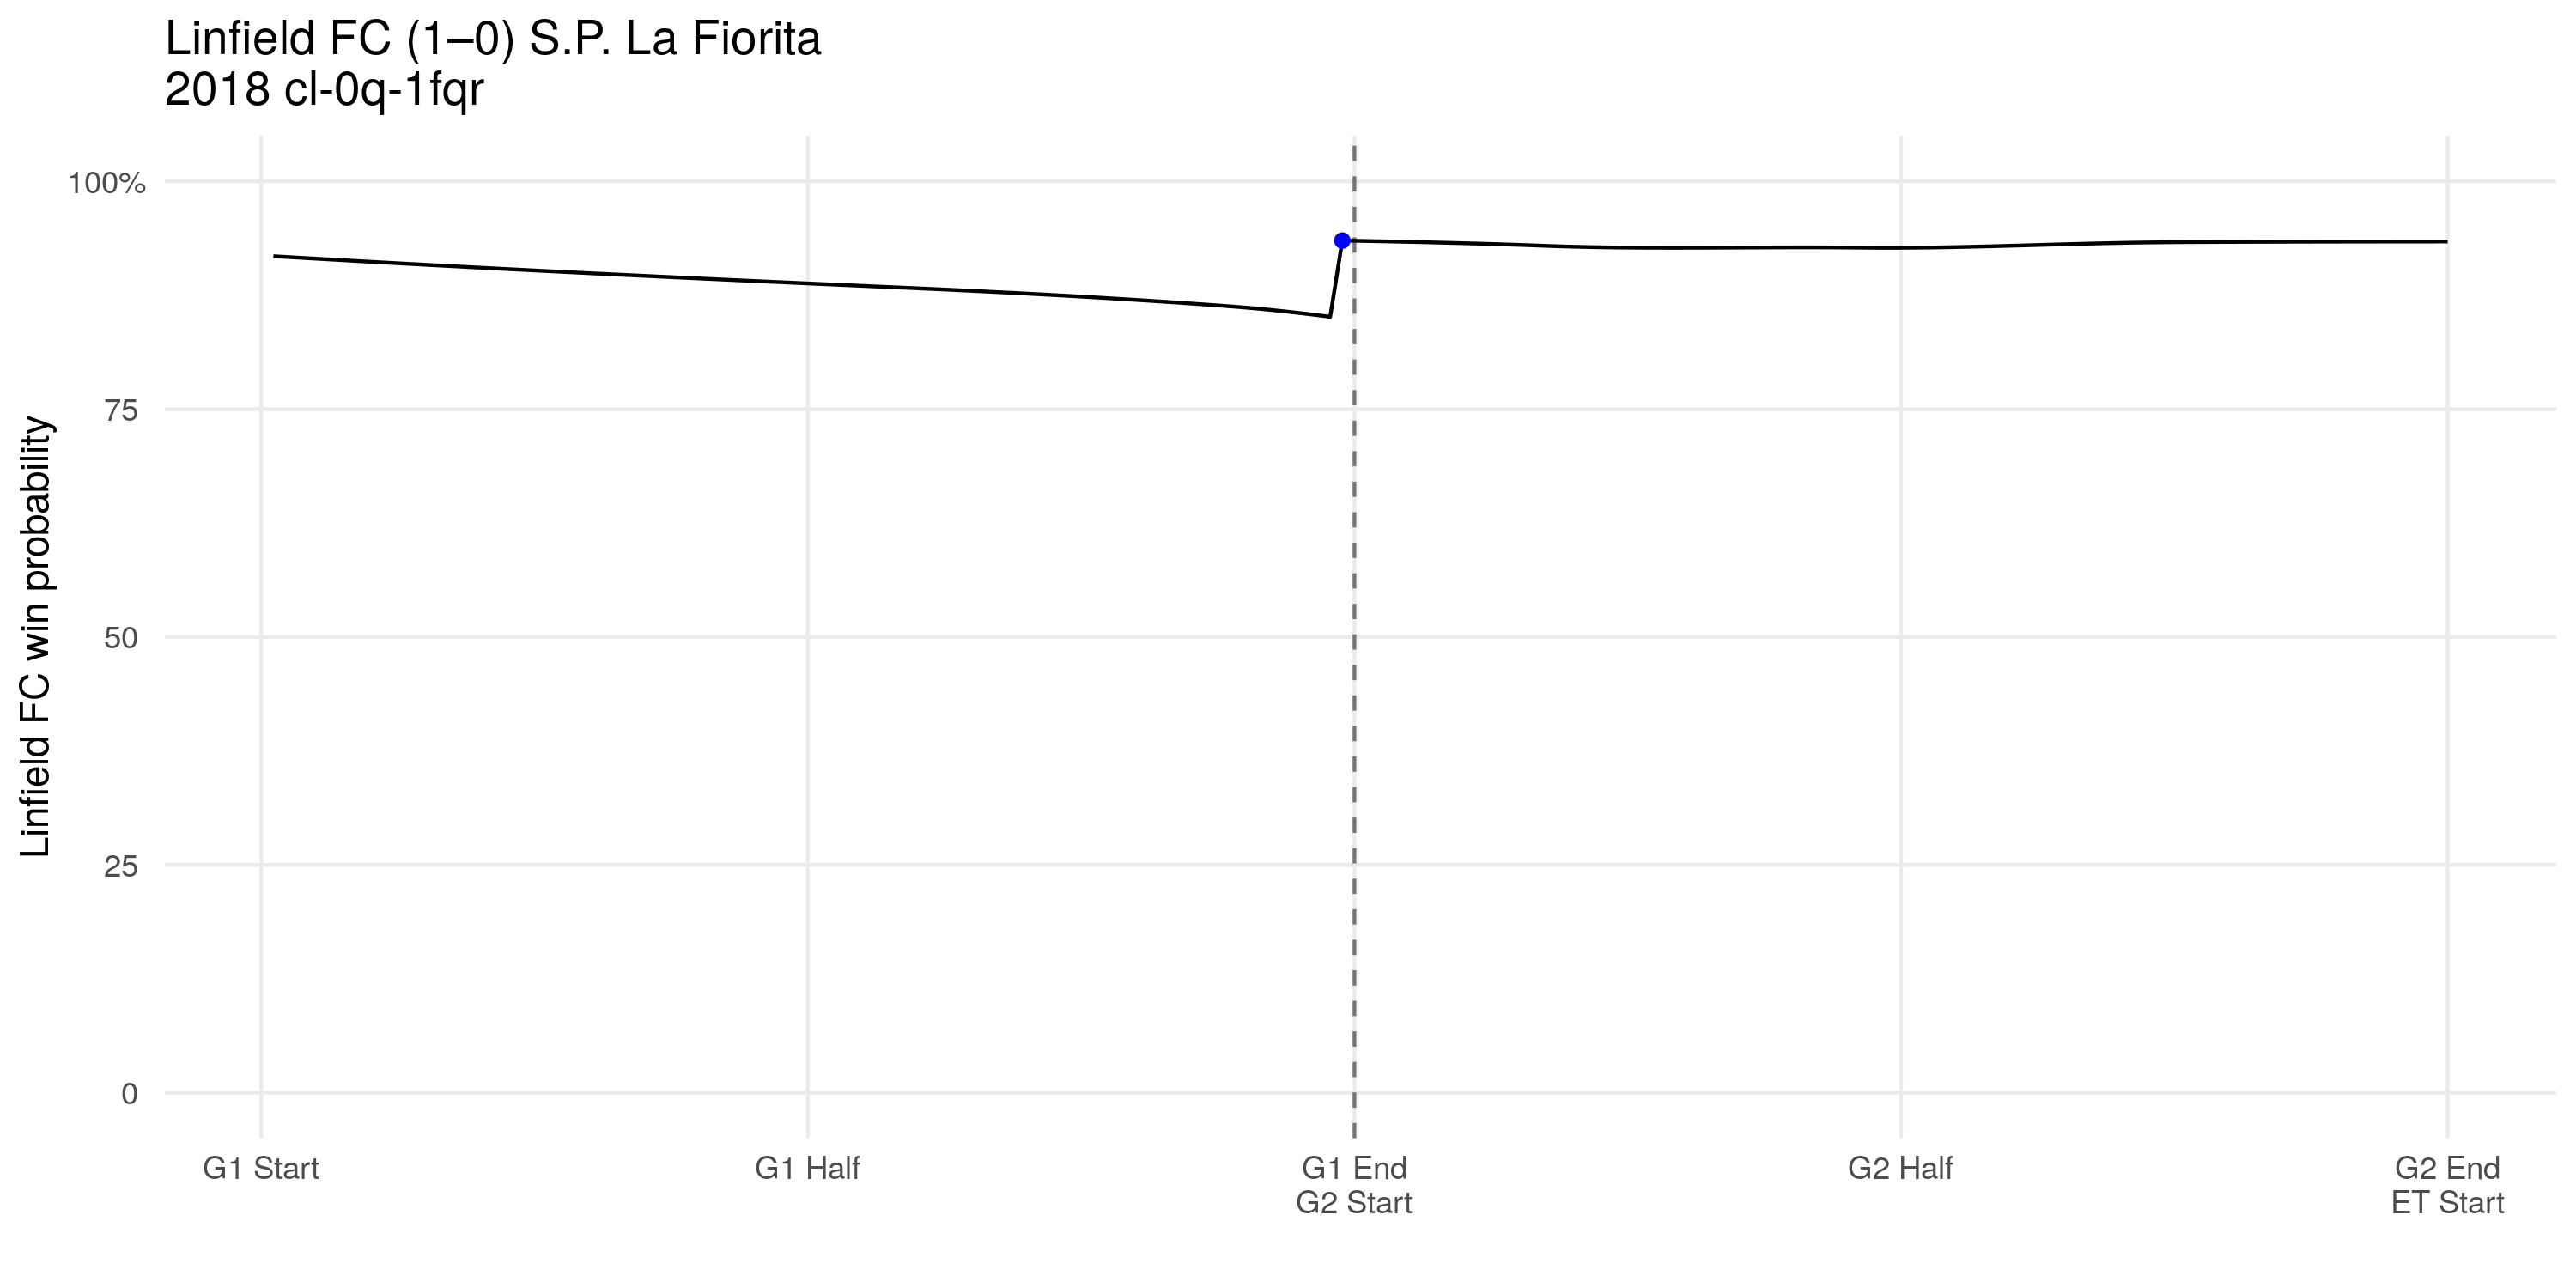 Linfield FC (1–0) S.P. La Fiorita
2018 cl-0q-1fqr
Linfield FC win probability
100%
75
50
25
0
G1 Start
G1 Half
G1 End
G2 Start
G2 Half
G2 End
ET Start